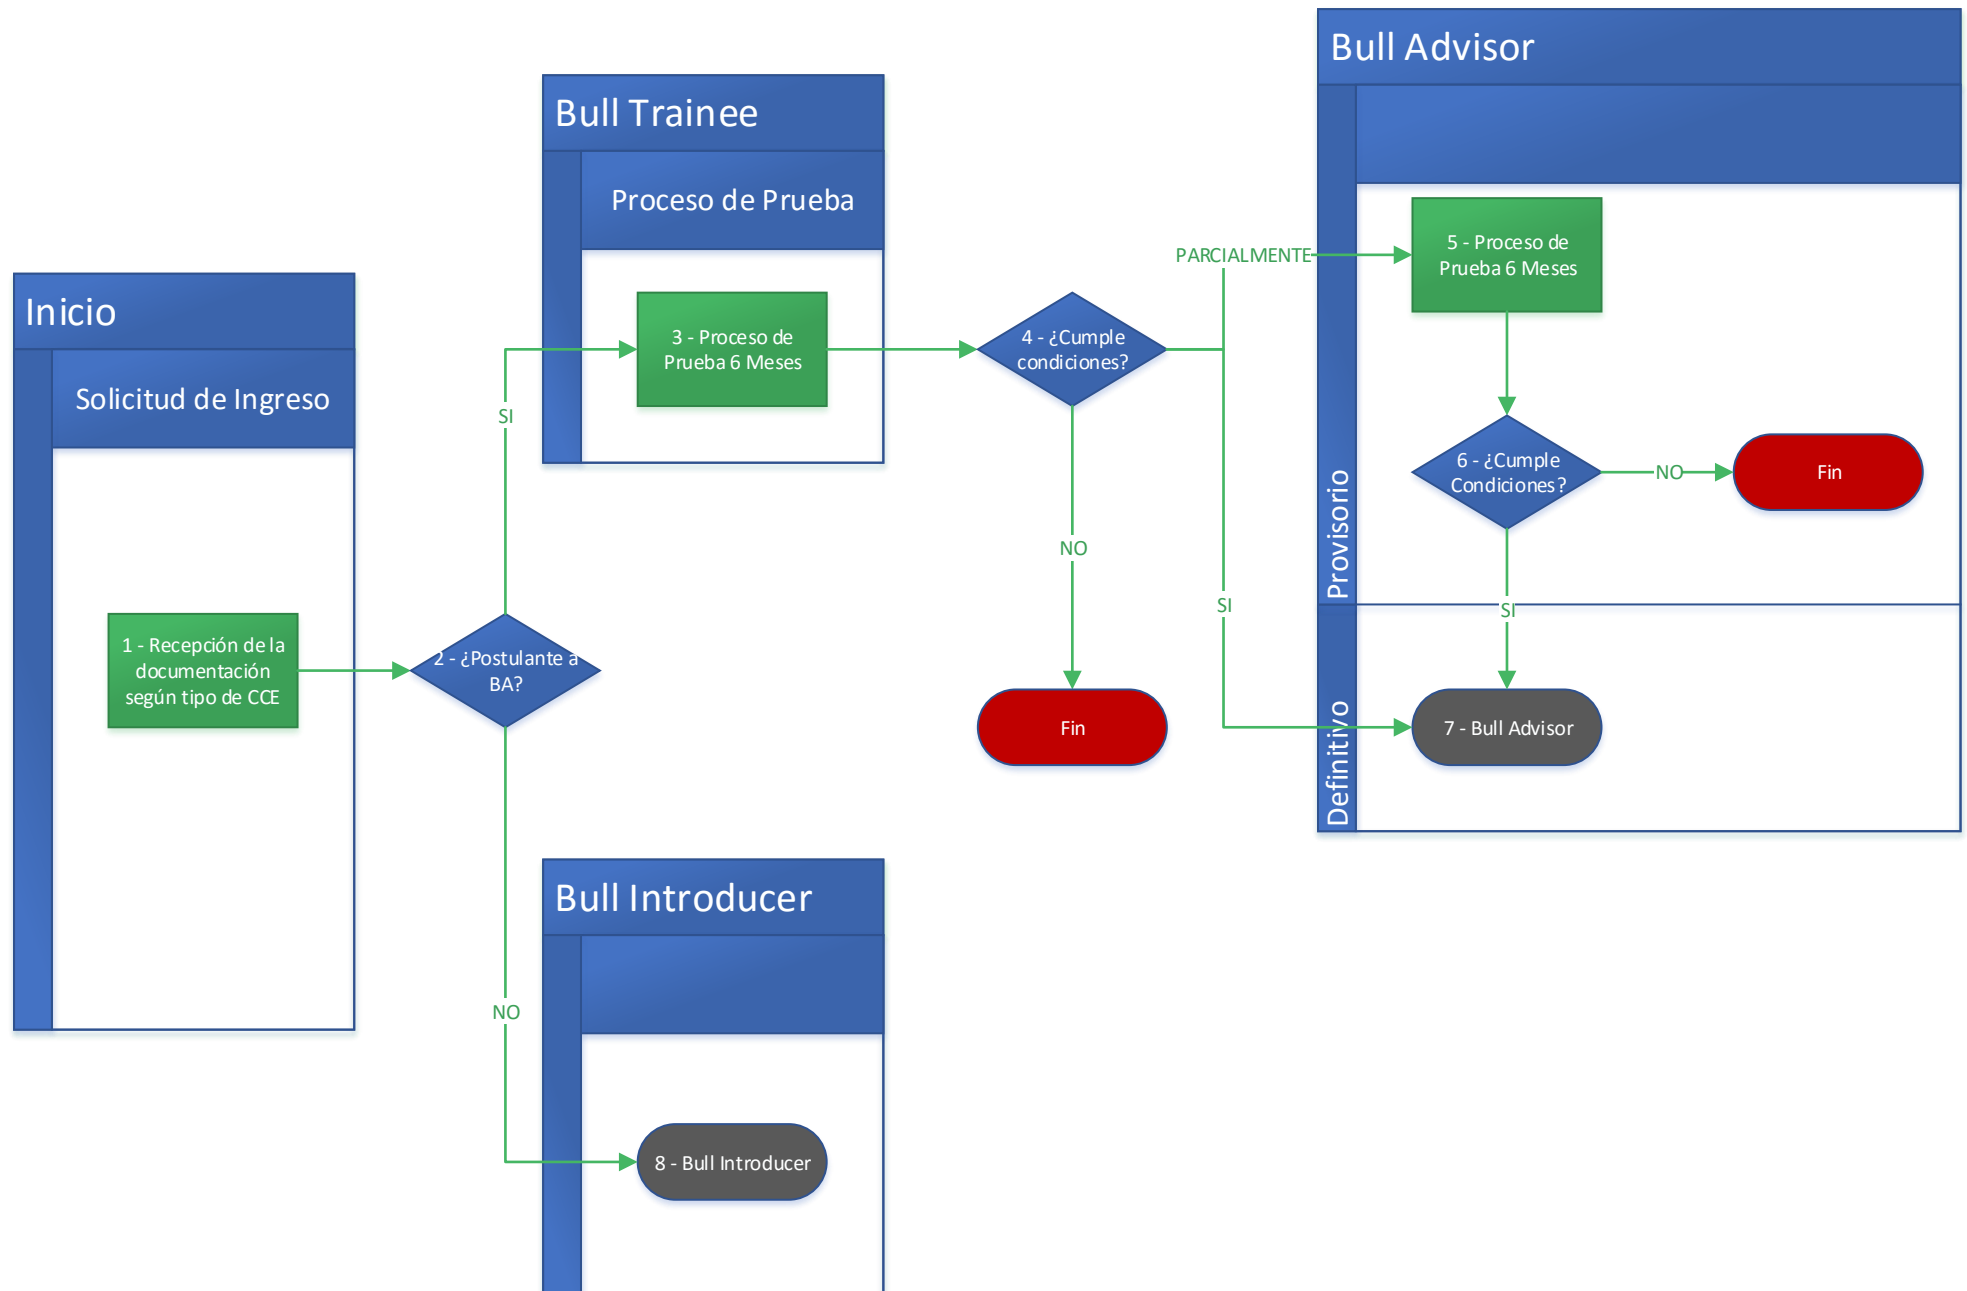 Inicio
Solicitud de Ingreso
1 - Recepción de la
documentación
según tipo de CCE
2 - ¿Postulante a
BA?
SI
NO
Bull Trainee
Proceso de Prueba
3 - Proceso de
Prueba 6 Meses
4 - ¿Cumple
condiciones?
NO
Fin
PARCIALMENTE
SI
Bull Advisor
Provisorio
5 - Proceso de
Prueba 6 Meses
6 - ¿Cumple
Condiciones?
NO
Fin
SI
Definitivo
7 - Bull Advisor
Bull Introducer
8 - Bull Introducer